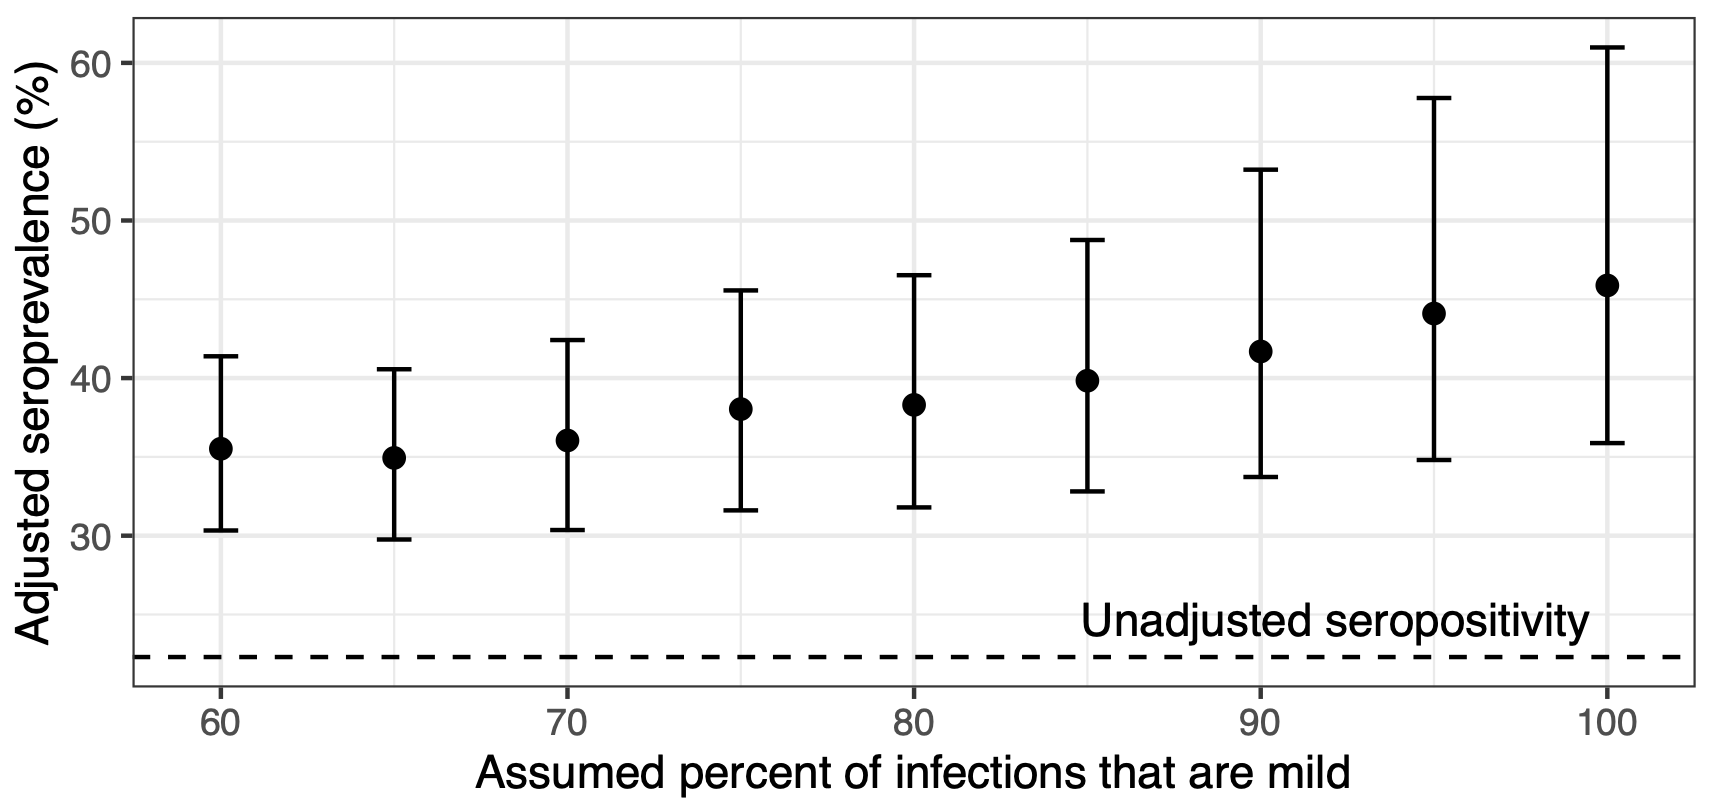 Adjusted seroprevalence (%)
60
50
40
30
Unadjusted seropositivity
60 70 80 90 100
Assumed percent of infections that are mild